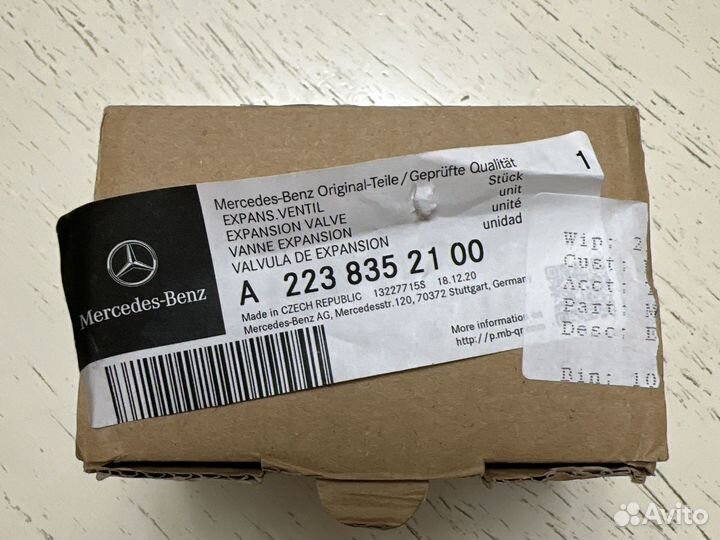 Mercedes-Benz Original-Teile/Geprüfte Qualität
1
EXPANS.VENTIL
Stück
EXPANSION VALVE
unit
VANNE EXPANSION
unité
VALVULA DE EXPANSION
unidad
A 223 835 21 00
Made in CZECH REPUBLIC 13227715S 18.12.20
Mercedes-Benz AG, Mercedesstr.120, 70372 Stuttgart, Germany
More information
http://p.mb-qr
Mercedes-Benz
Wip: 2
Cust:
Acct:
Part: M
Desc: E
Bin: 10
Avito